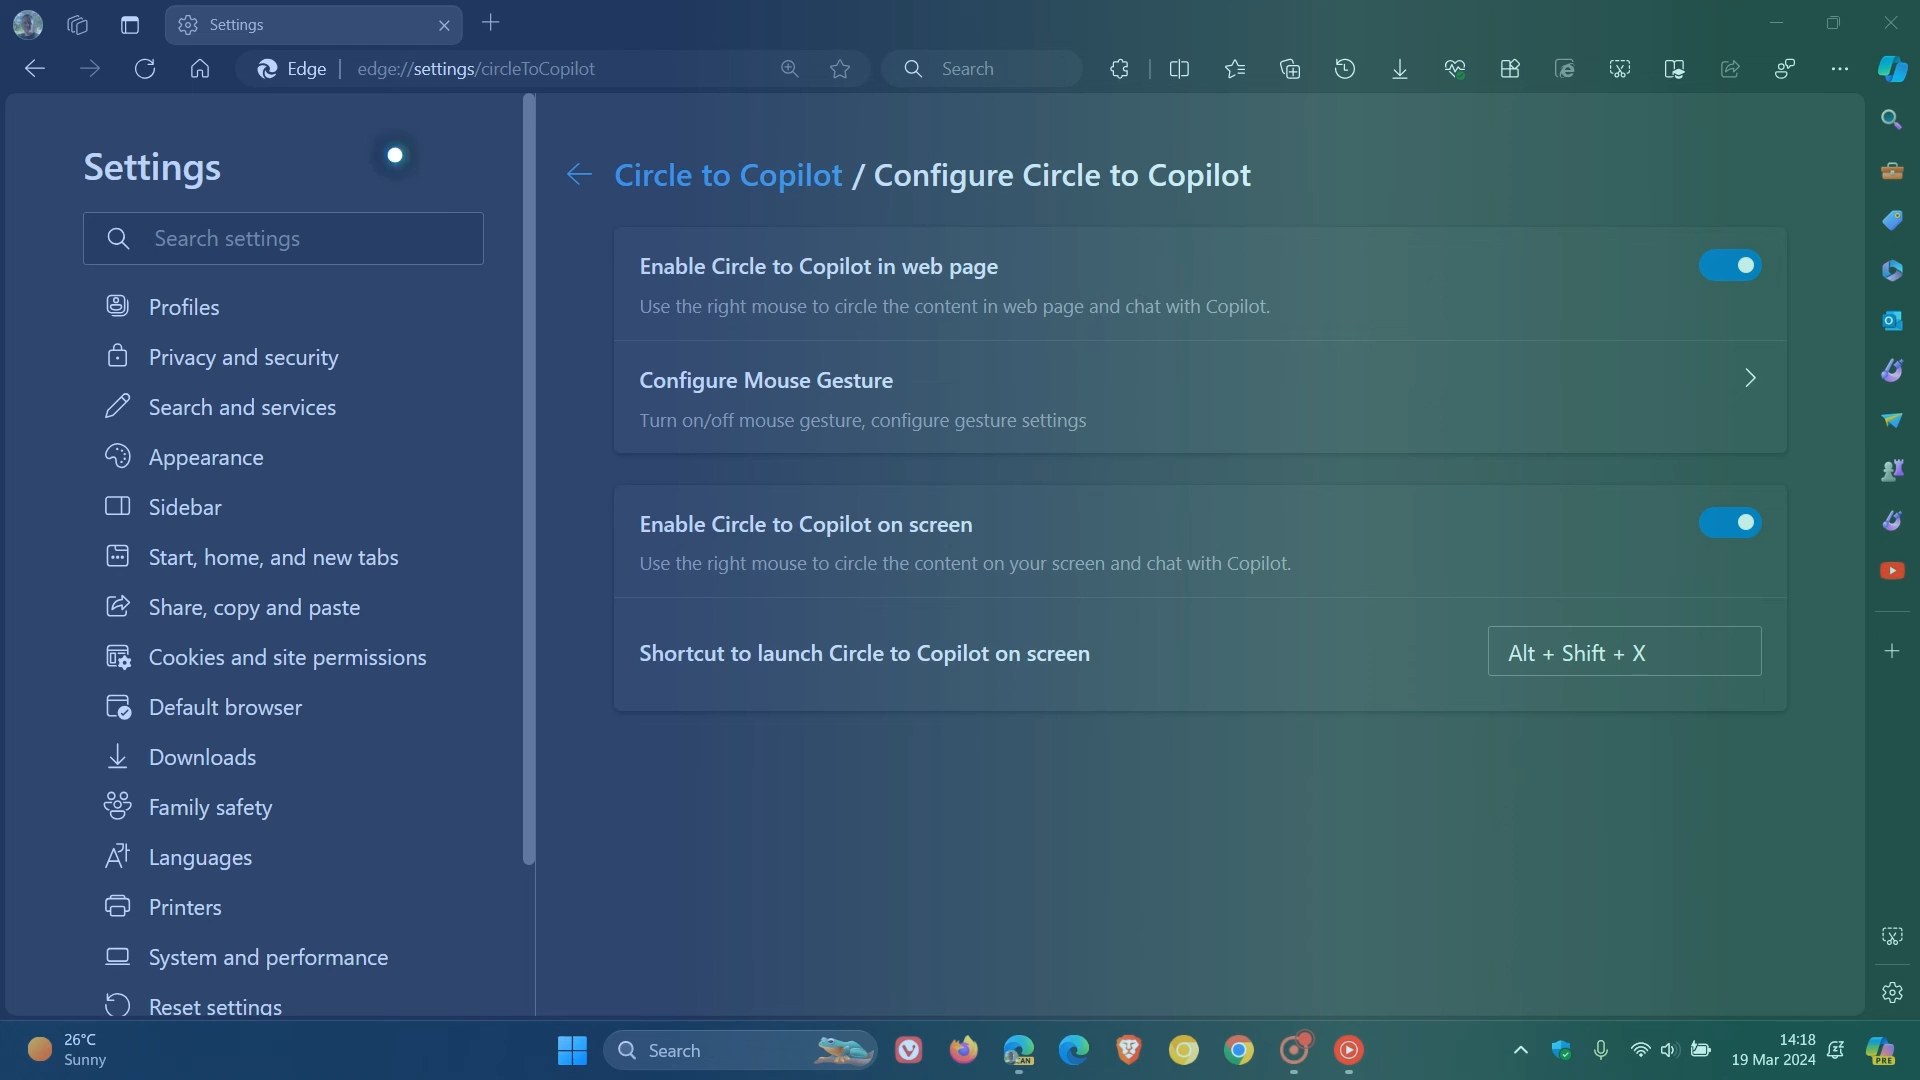 Settings
Edge
edge://settings/circleToCopilot
Search
Settings
Search settings
Profiles
Privacy and security
Search and services
Appearance
Sidebar
Start, home, and new tabs
Share, copy and paste
Cookies and site permissions
Default browser
Downloads
Family safety
Languages
Printers
System and performance
Reset settings
Circle to Copilot / Configure Circle to Copilot
Enable Circle to Copilot in web page
Use the right mouse to circle the content in web page and chat with Copilot.
Configure Mouse Gesture
Turn on/off mouse gesture, configure gesture settings
Enable Circle to Copilot on screen
Use the right mouse to circle the content on your screen and chat with Copilot.
Shortcut to launch Circle to Copilot on screen
Alt + Shift + X
26°C
Sunny
Search
CAN
14:18
19 Mar 2024
PRE